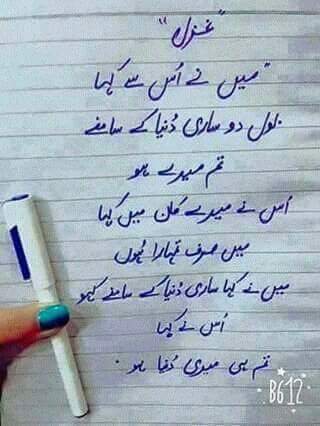 "غزل"
"میں نے اُس سے کہا
بول دو ساری دُنیا کے سامنے
تم میرے ہو
اُس نے میرے کان میں کہا
میں صرف تمہارا ہوں
میں نے کہا ساری دُنیا کے سامنے کہو
اُس نے کہا
تم ہی میری دُنیا ہو.
B612